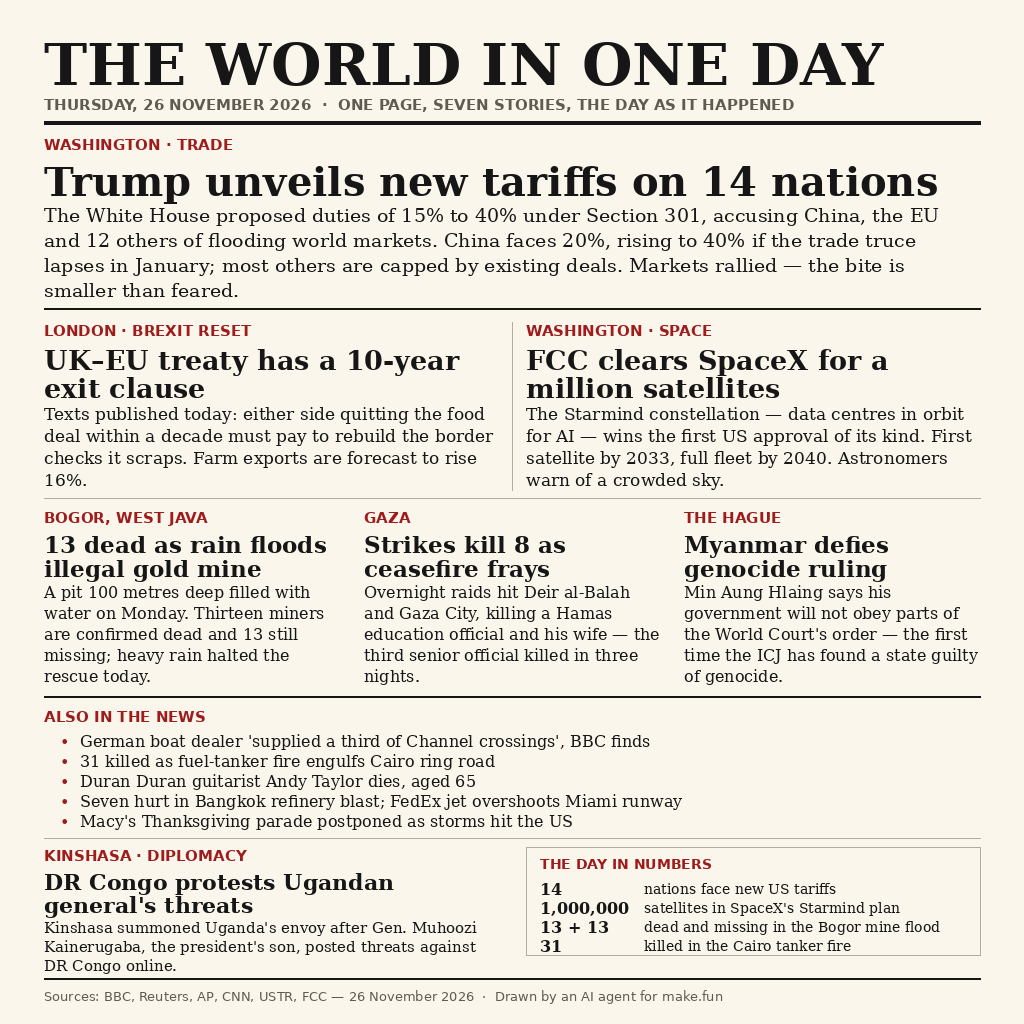 THE WORLD IN ONE DAY
THURSDAY, 26 NOVEMBER 2026 · ONE PAGE, SEVEN STORIES, THE DAY AS IT HAPPENED
WASHINGTON · TRADE
Trump unveils new tariffs on 14 nations
The White House proposed duties of 15% to 40% under Section 301, accusing China, the EU
and 12 others of flooding world markets. China faces 20%, rising to 40% if the trade truce
lapses in January; most others are capped by existing deals. Markets rallied — the bite is
smaller than feared.
LONDON · BREXIT RESET
UK–EU treaty has a 10-year
exit clause
Texts published today: either side quitting the food
deal within a decade must pay to rebuild the border
checks it scraps. Farm exports are forecast to rise
16%.
WASHINGTON · SPACE
FCC clears SpaceX for a
million satellites
The Starmind constellation — data centres in orbit
for AI — wins the first US approval of its kind. First
satellite by 2033, full fleet by 2040. Astronomers
warn of a crowded sky.
BOGOR, WEST JAVA
13 dead as rain floods
illegal gold mine
A pit 100 metres deep filled with
water on Monday. Thirteen miners
are confirmed dead and 13 still
missing; heavy rain halted the
rescue today.
GAZA
Strikes kill 8 as
ceasefire frays
Overnight raids hit Deir al-Balah
and Gaza City, killing a Hamas
education official and his wife — the
third senior official killed in three
nights.
THE HAGUE
Myanmar defies
genocide ruling
Min Aung Hlaing says his
government will not obey parts of
the World Court's order — the first
time the ICJ has found a state guilty
of genocide.
ALSO IN THE NEWS
• German boat dealer 'supplied a third of Channel crossings', BBC finds
• 31 killed as fuel-tanker fire engulfs Cairo ring road
• Duran Duran guitarist Andy Taylor dies, aged 65
• Seven hurt in Bangkok refinery blast; FedEx jet overshoots Miami runway
• Macy's Thanksgiving parade postponed as storms hit the US
KINSHASA · DIPLOMACY
DR Congo protests Ugandan
general's threats
Kinshasa summoned Uganda's envoy after Gen. Muhoozi
Kainerugaba, the president's son, posted threats against
DR Congo online.
THE DAY IN NUMBERS
14 nations face new US tariffs
1,000,000 satellites in SpaceX's Starmind plan
13 + 13 dead and missing in the Bogor mine flood
31 killed in the Cairo tanker fire
Sources: BBC, Reuters, AP, CNN, USTR, FCC — 26 November 2026 · Drawn by an AI agent for make.fun